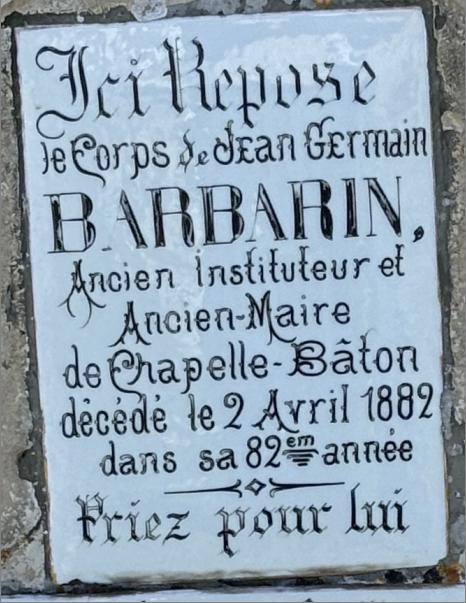 Ici Repose
le Corps de Jean Germain
BARBARIN,
Ancien instituteur et
Ancien-Maire
de Chapelle-Bâton
décédé le 2 Avril 1882
dans sa 82em année
Priez pour lui